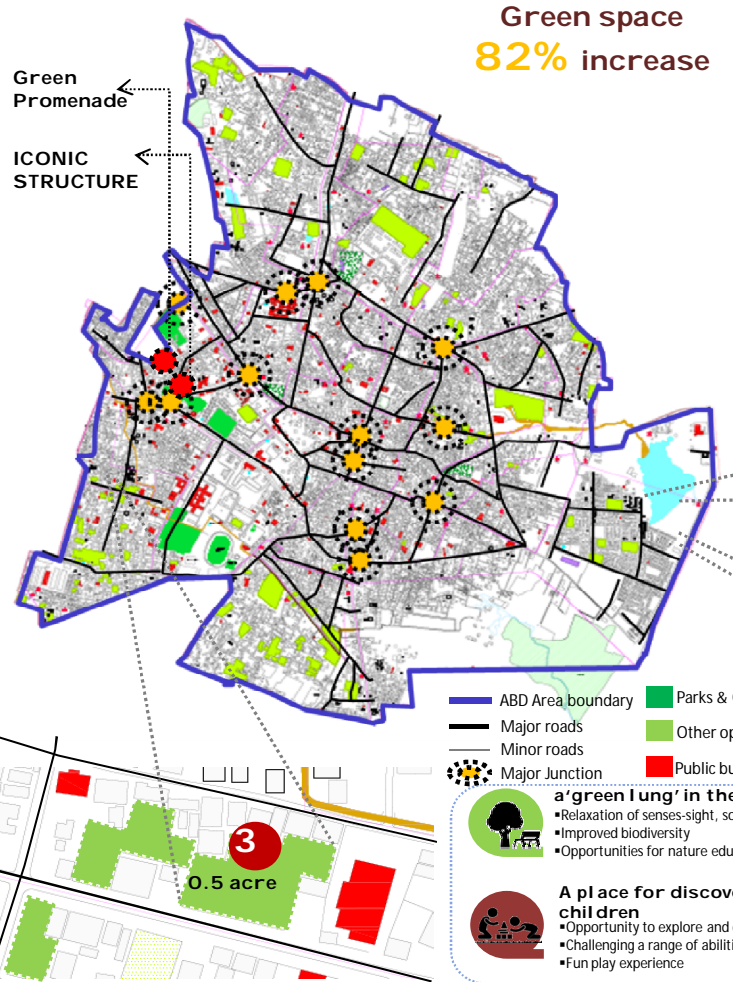 Green space
82% increase
Green
Promenade
ICONIC
STRUCTURE
ABD Area boundary
Major roads
Minor roads
Major Junction
Parks &
Other op
Public bu
3
0.5 acre
a'green lung' in the
▪Relaxation of senses-sight, so
▪Improved biodiversity
▪Opportunities for nature edu
A place for discove
children
▪Opportunity to explore and
▪Challenging a range of abiliti
▪Fun play experience